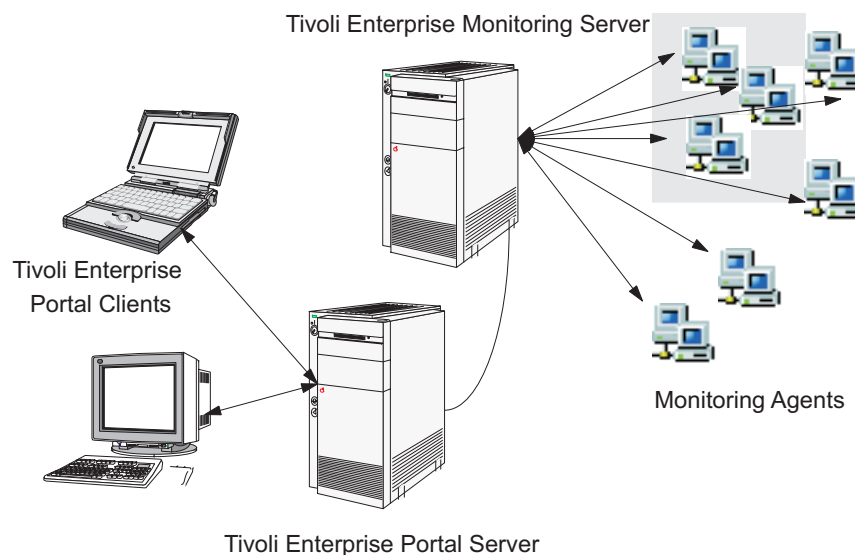 Tivoli Enterprise Monitoring Server
Tivoli Enterprise
Portal Clients
Monitoring Agents
Tivoli Enterprise Portal Server